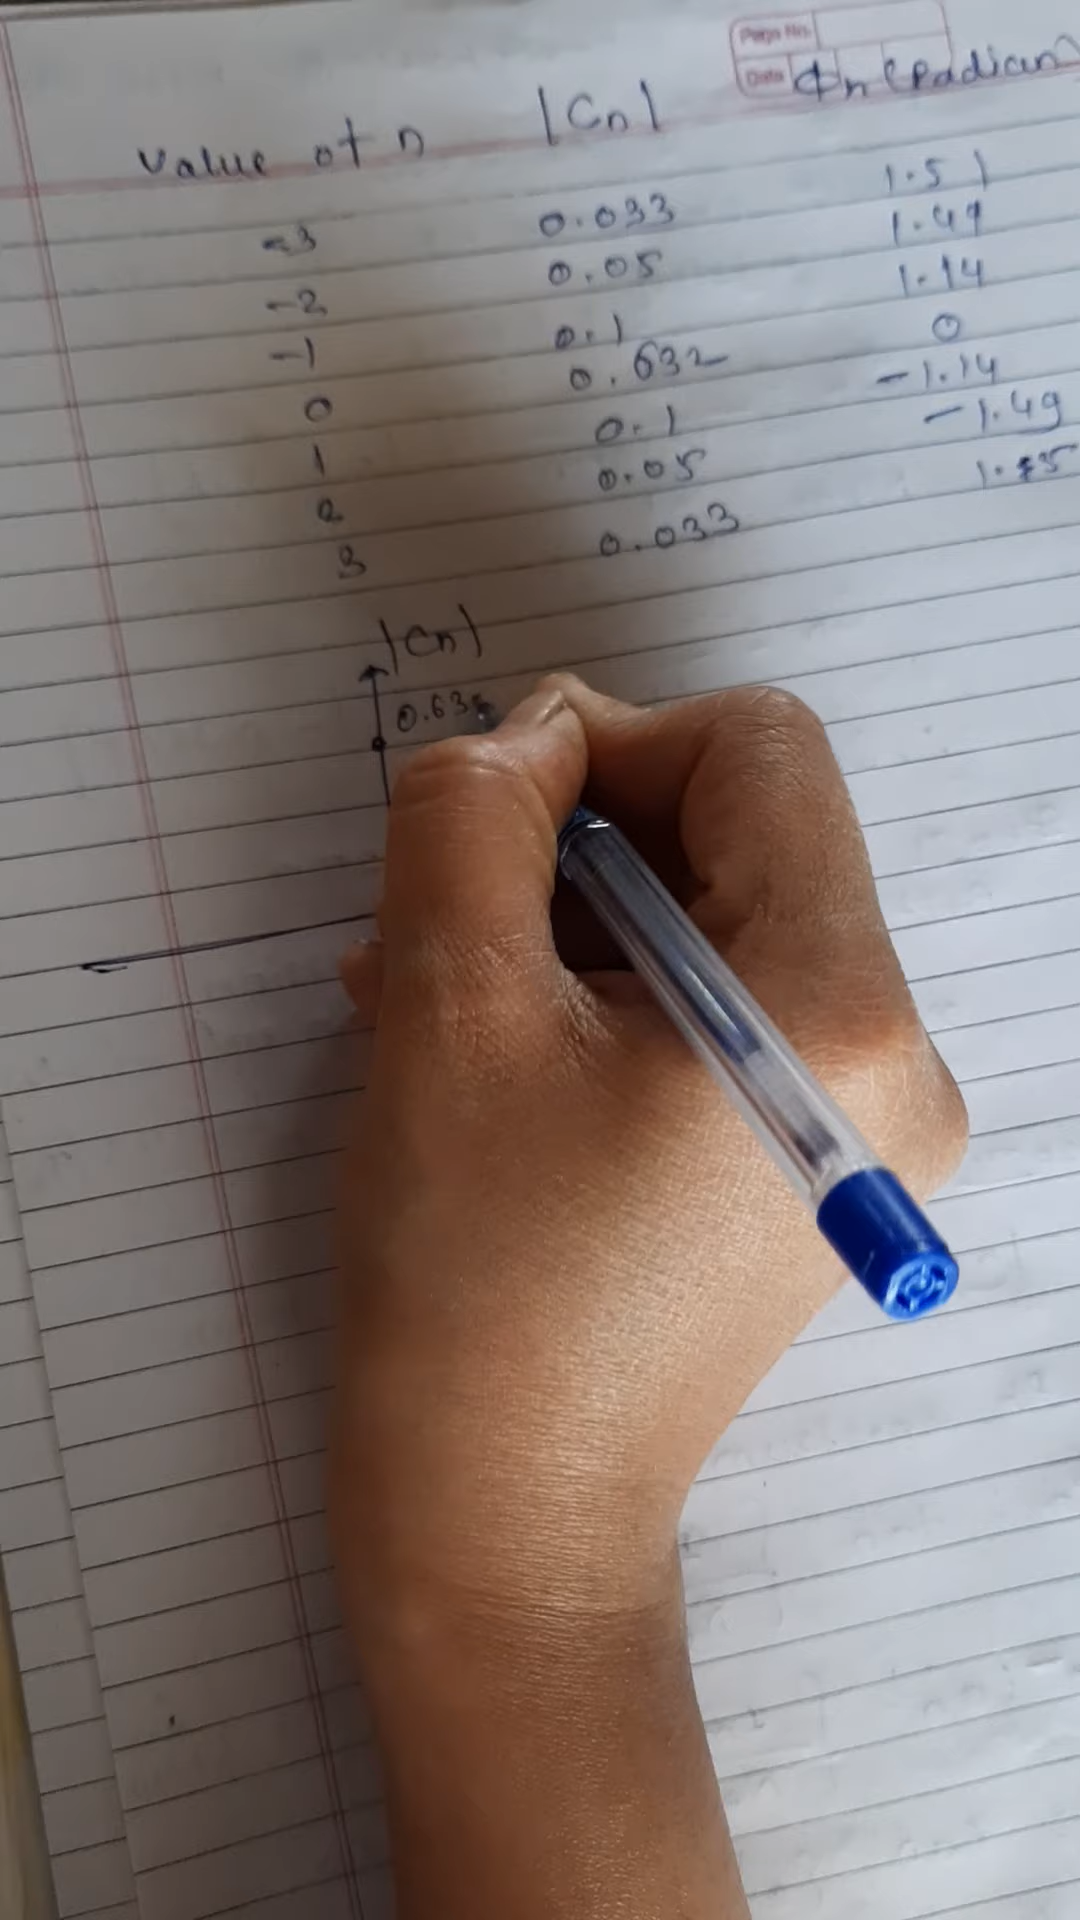 Page No.
Date
Value of n |Cn| Φn (Radian)
-3 0.033 1.51
-2 0.05 1.49
-1 0.1 1.14
0 0.632 0
1 0.1 -1.14
2 0.05 -1.49
3 0.033
|Cn|
0.63